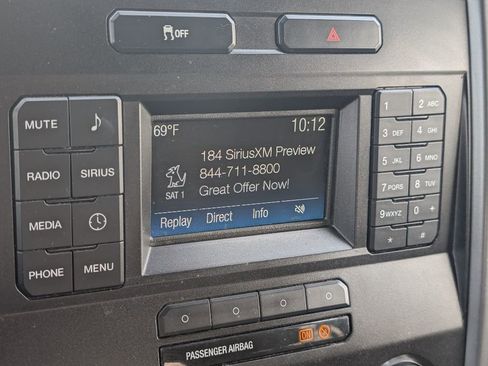 OFF
MUTE
RADIO SIRIUS
MEDIA
PHONE MENU
69°F 10:12
184 SiriusXM Preview
844-711-8800
SAT 1 Great Offer Now!
Replay Direct Info
1 2 ABC
3 DEF 4 GHI
5 JKL 6 MNO
7 PQRS 8 TUV
9 WXYZ 0 +
* #
PASSENGER AIRBAG ON